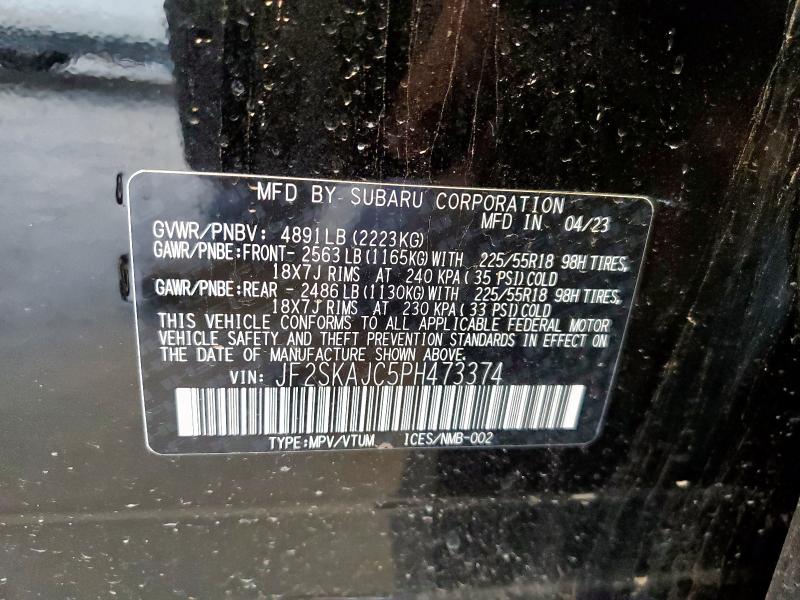 MFD BY SUBARU CORPORATION
MFD IN 04/23
GVWR/PNBV: 4891LB (2223KG)
GAWR/PNBE:FRONT- 2563 LB (1165KG) WITH 225/55R18 98H TIRES,
18X7J RIMS AT 240 KPA ( 35 PSI) COLD
GAWR/PNBE:REAR - 2486 LB (1130KG) WITH 225/55R18 98H TIRES,
18X7J RIMS AT 230 KPA ( 33 PSI) COLD
THIS VEHICLE CONFORMS TO ALL APPLICABLE FEDERAL MOTOR
VEHICLE SAFETY AND THEFT PREVENTION STANDARDS IN EFFECT ON
THE DATE OF MANUFACTURE SHOWN ABOVE.
VIN: JF2SKAJC5PH473374
TYPE:MPV/VTUM ICES/NMB-002